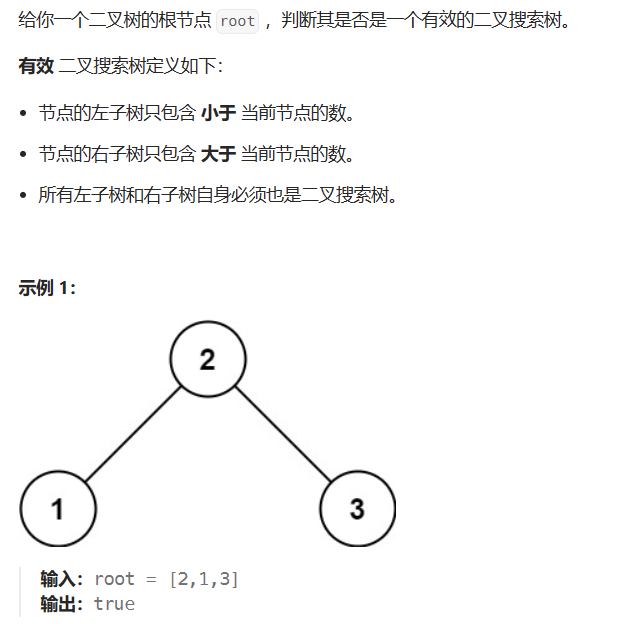 给你一个二叉树的根节点 root ，判断其是否是一个有效的二叉搜索树。
有效 二叉搜索树定义如下：
• 节点的左子树只包含 小于 当前节点的数。
• 节点的右子树只包含 大于 当前节点的数。
• 所有左子树和右子树自身必须也是二叉搜索树。
示例 1：
2
1 3
输入：root = [2,1,3]
输出：true